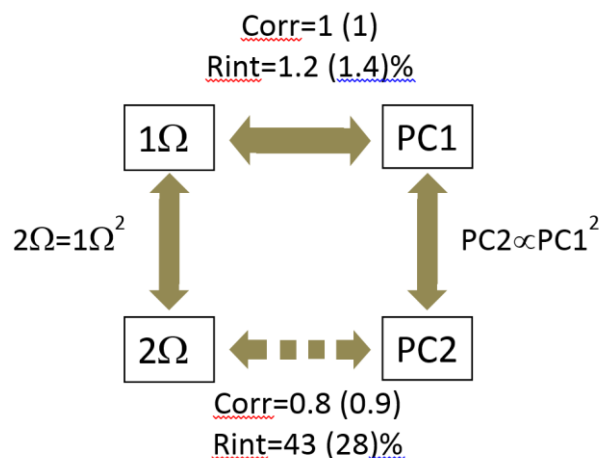 Corr=1 (1)
Rint=1.2 (1.4)%
1Ω
PC1
2Ω=1Ω²
PC2∝PC1²
2Ω
PC2
Corr=0.8 (0.9)
Rint=43 (28)%